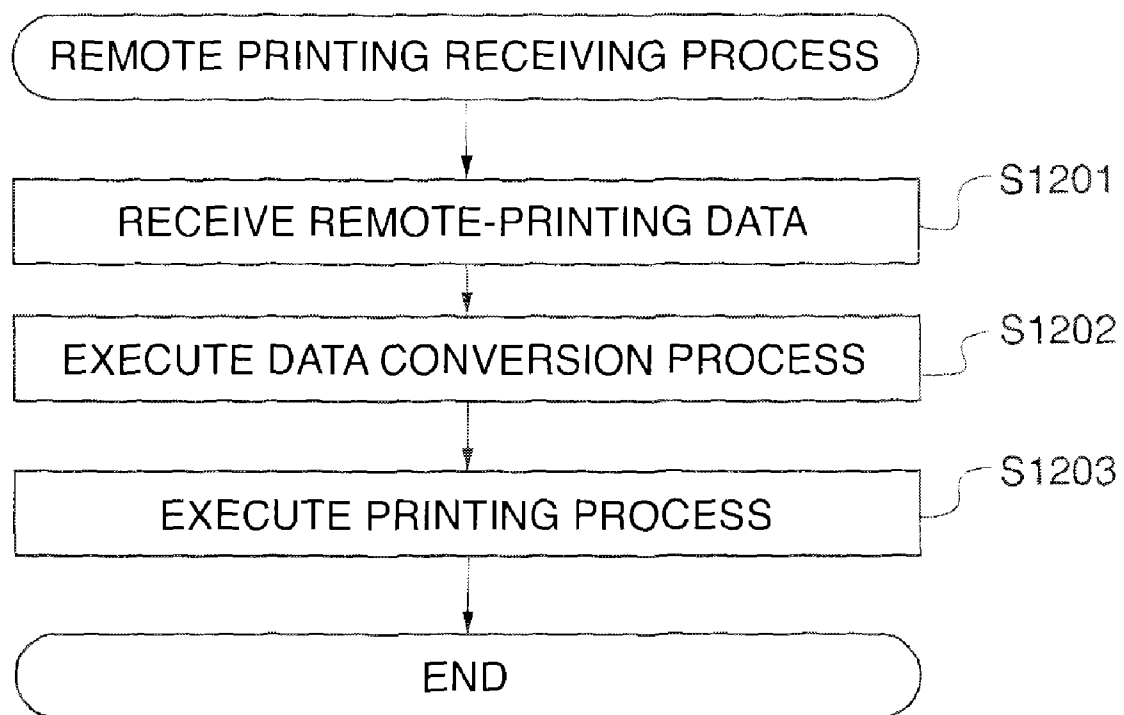 REMOTE PRINTING RECEIVING PROCESS
S1201
RECEIVE REMOTE-PRINTING DATA
S1202
EXECUTE DATA CONVERSION PROCESS
S1203
EXECUTE PRINTING PROCESS
END